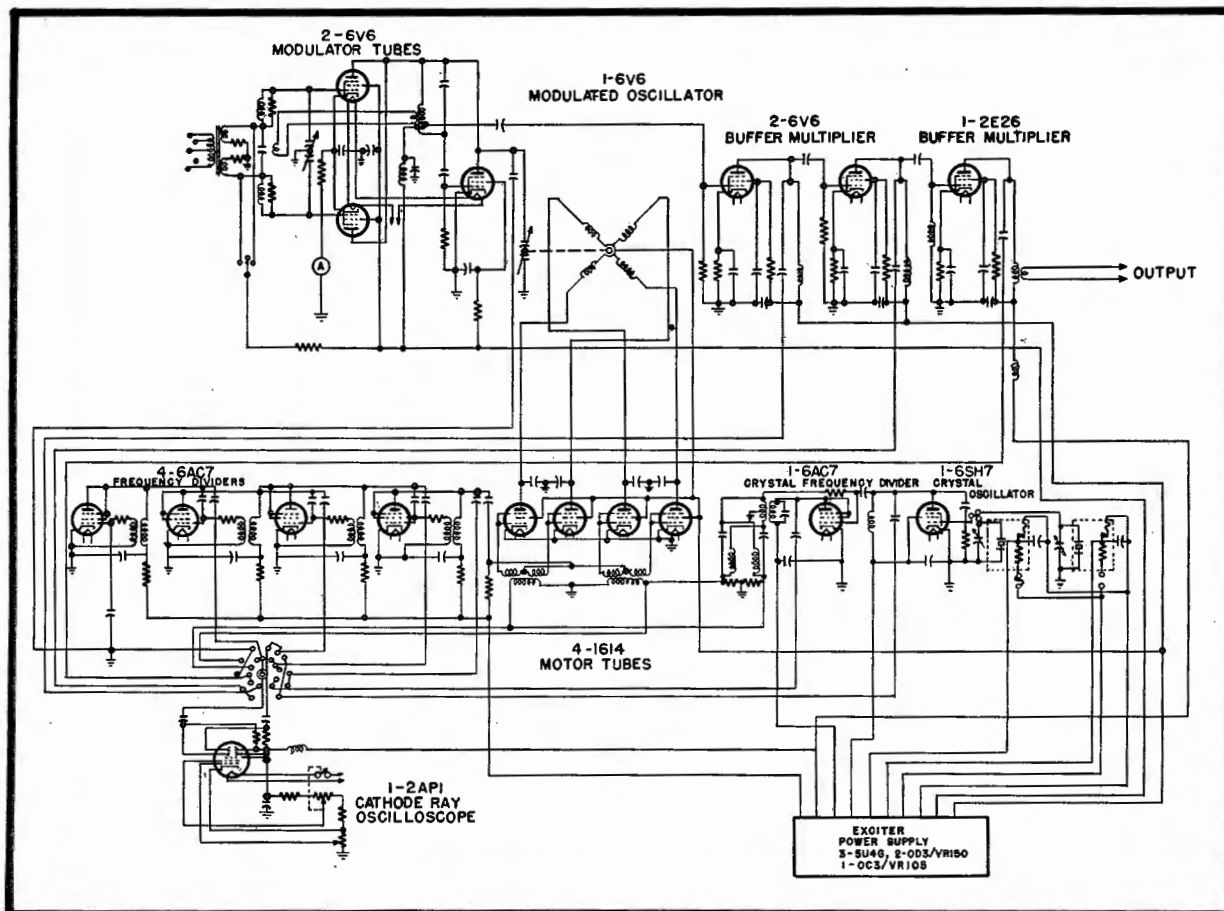 2-6V6
MODULATOR TUBES
1-6V6
MODULATED OSCILLATOR
2-6V6
BUFFER MULTIPLIER
1-2E26
BUFFER MULTIPLIER
A
OUTPUT
4-6AC7
FREQUENCY DIVIDERS
1-6AC7
CRYSTAL FREQUENCY DIVIDER
1-6SH7
CRYSTAL
OSCILLATOR
4-1614
MOTOR TUBES
1-2AP1
CATHODE RAY
OSCILLOSCOPE
EXCITER
POWER SUPPLY
3-5U4G, 2-OD3/VR150
1-OC3/VR105